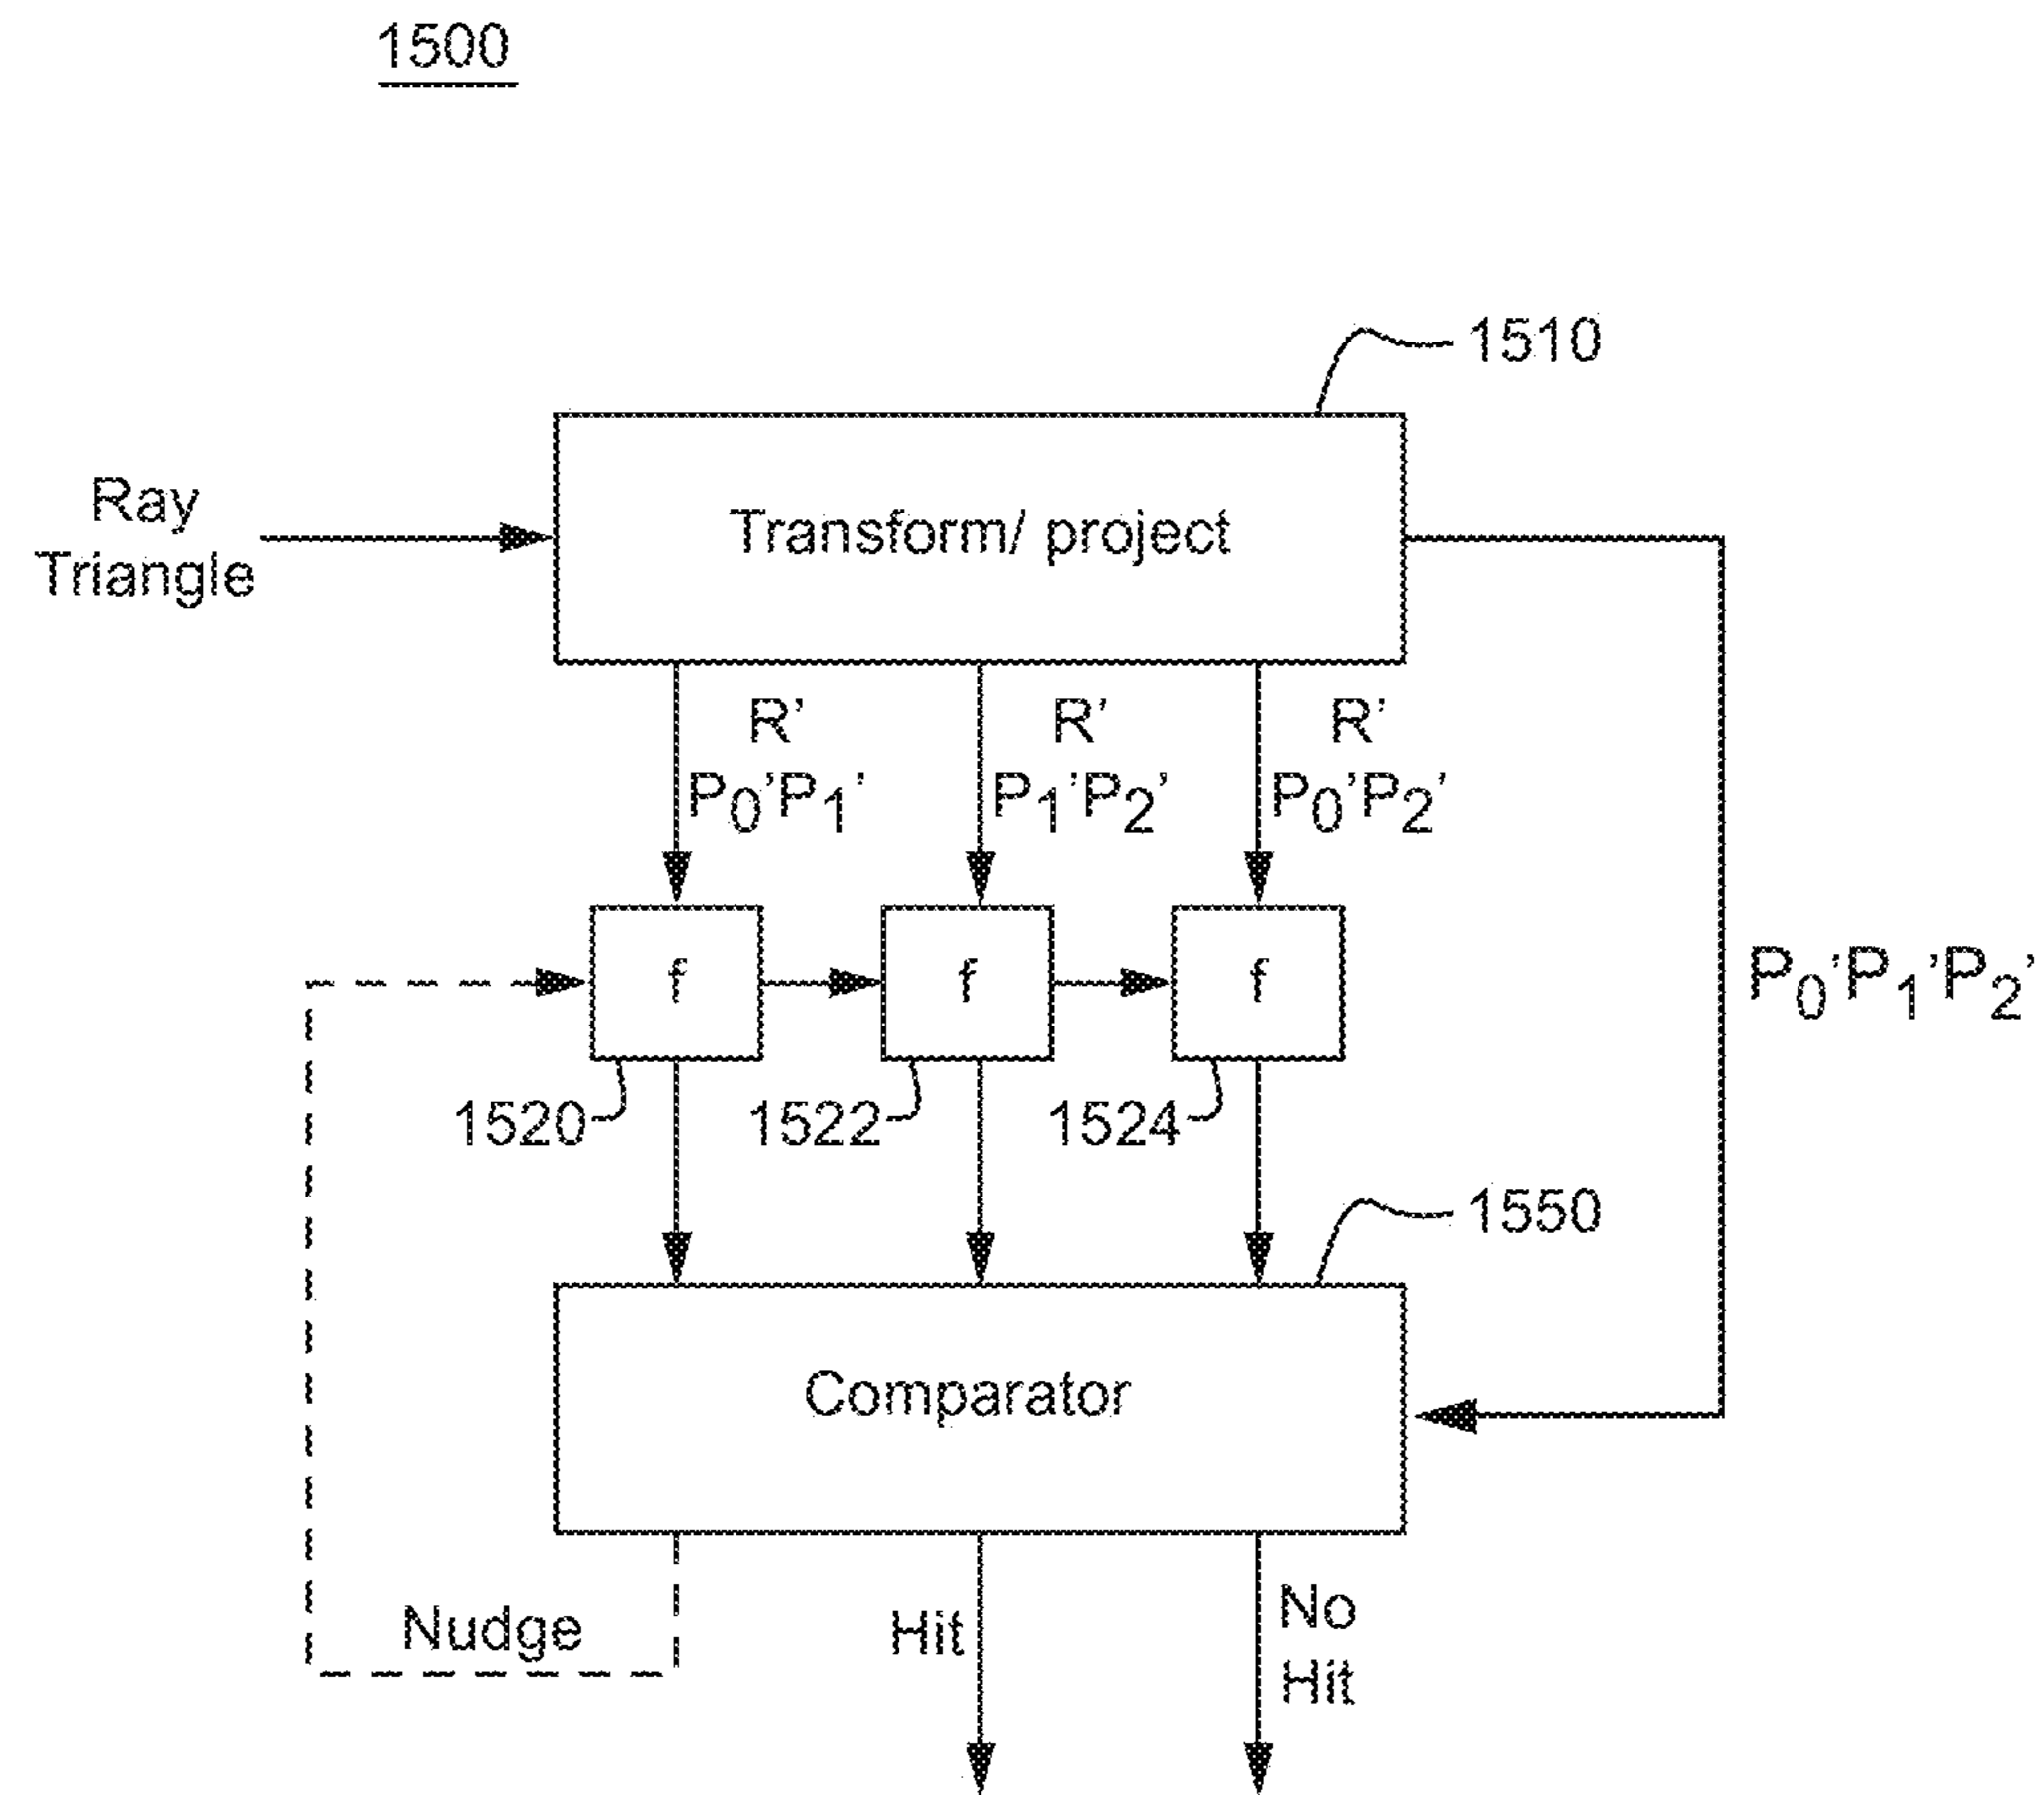 1500
1510
Ray
Triangle
Transform/ project
R'
P0'P1'
R'
P1'P2'
R'
P0'P2'
f
f
f
P0'P1'P2'
1520
1522
1524
1550
Comparator
Nudge
Hit
No
Hit